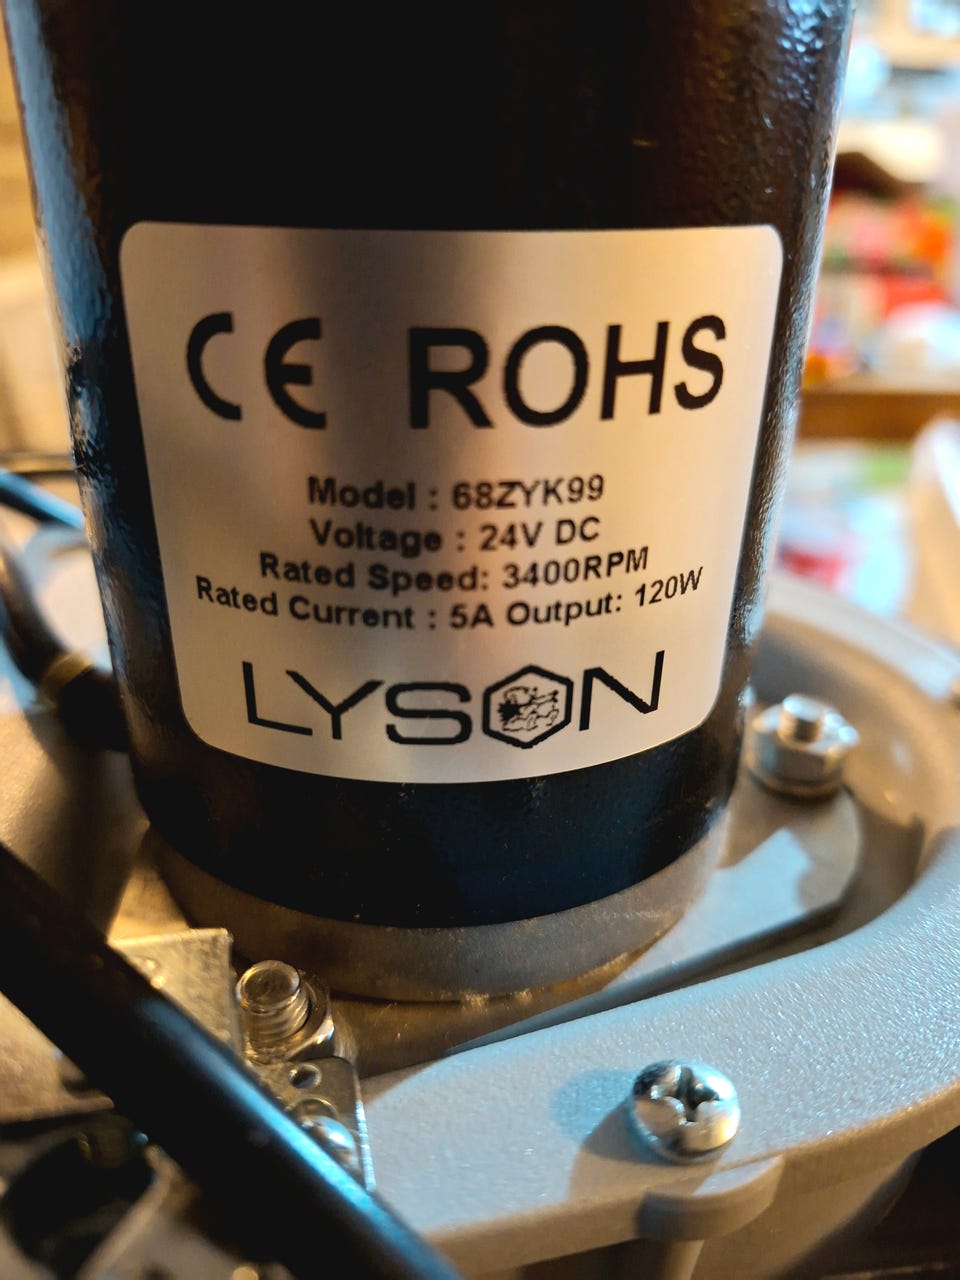 CE ROHS
Model : 68ZYK99
Voltage : 24V DC
Rated Speed: 3400RPM
Rated Current : 5A Output: 120W
LYSON